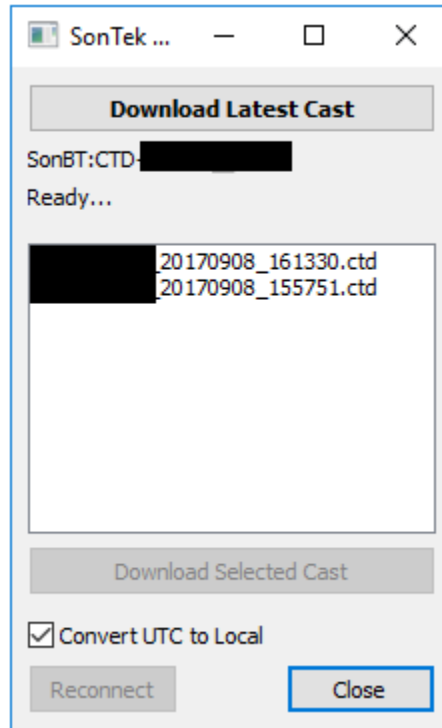 SonTek ...
Download Latest Cast
SonBT:CTD-
Ready...
_20170908_161330.ctd
_20170908_155751.ctd
Download Selected Cast
Convert UTC to Local
Reconnect
Close